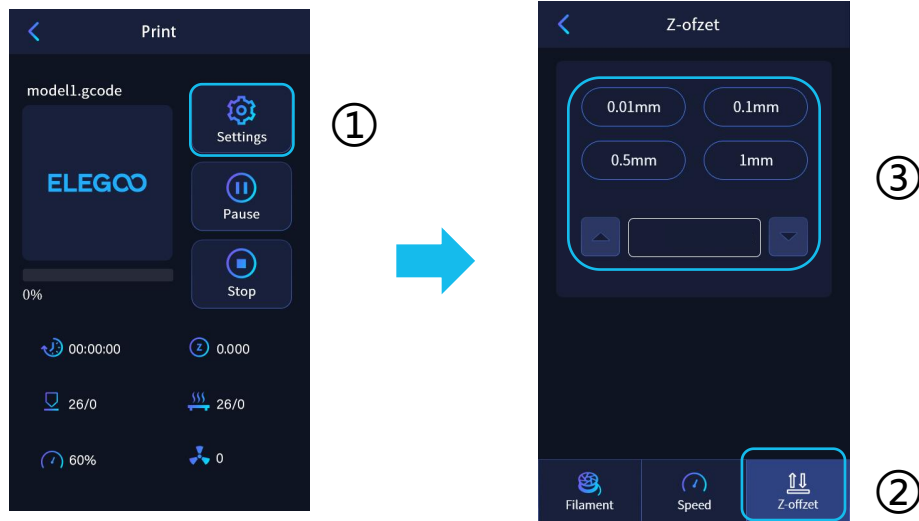 Print
model1.gcode
Settings
①
ELEGOO
Pause
Stop
0%
00:00:00
Z
0.000
26/0
26/0
60%
0
Z-ofzet
0.01mm
0.1mm
0.5mm
1mm
③
Filament
Speed
Z-offzet
②